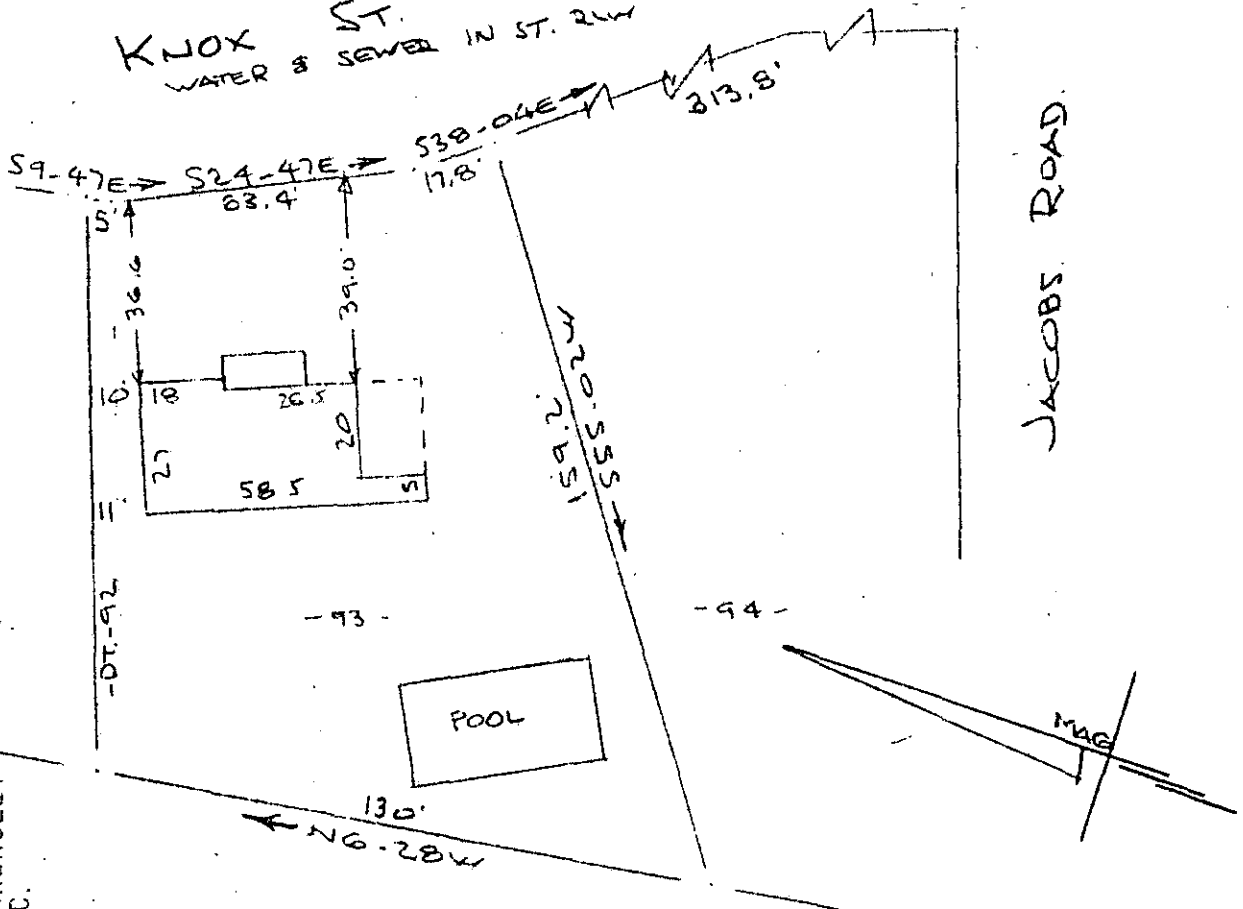 KNOX ST.
WATER & SEWER IN ST. R/W
S9-47E
S24-47E
S38-04E
313.8'
5'
63.4'
17.8'
36.6
39.0'
10'
18
26.5
20
27
58.5
5
11'
S55-02W
159.2'
JACOBS ROAD
-93-
-94-
POOL
MAG
130'
N6-28W
C.